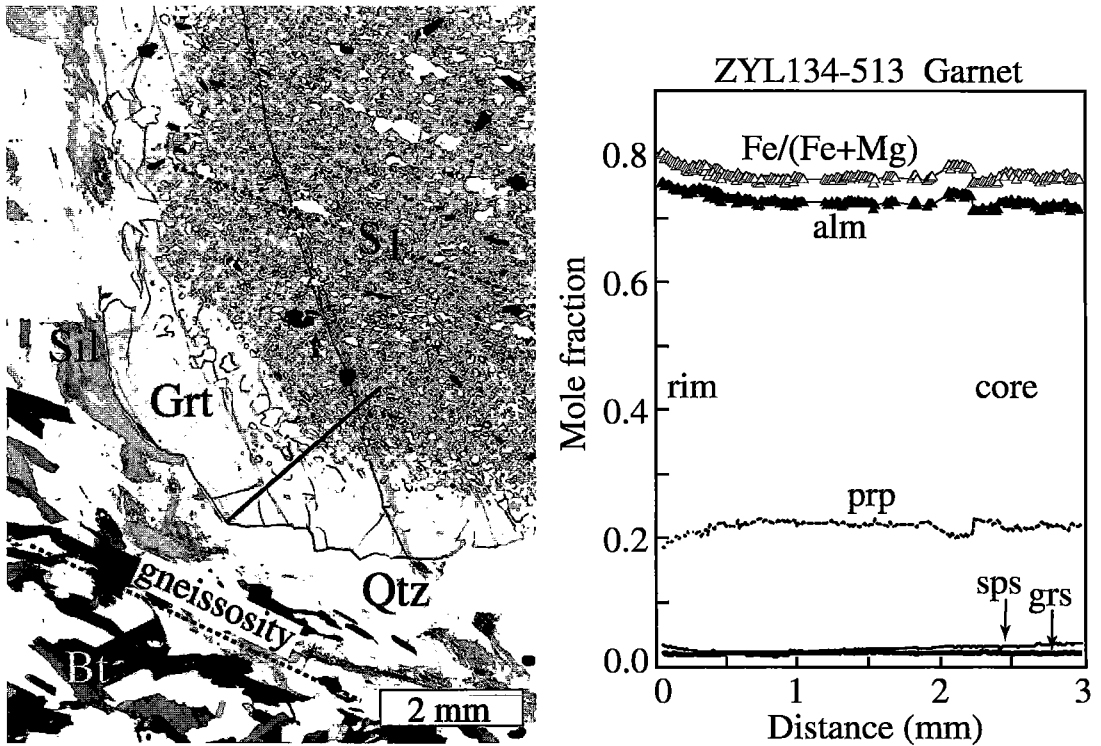 S1
Sil
Grt
Qtz
gneissosity
Bt
2 mm
ZYL134-513 Garnet
Mole fraction
0.8
0.6
0.4
0.2
0.0
Fe/(Fe+Mg)
alm
rim
core
prp
sps
grs
0
1
2
3
Distance (mm)